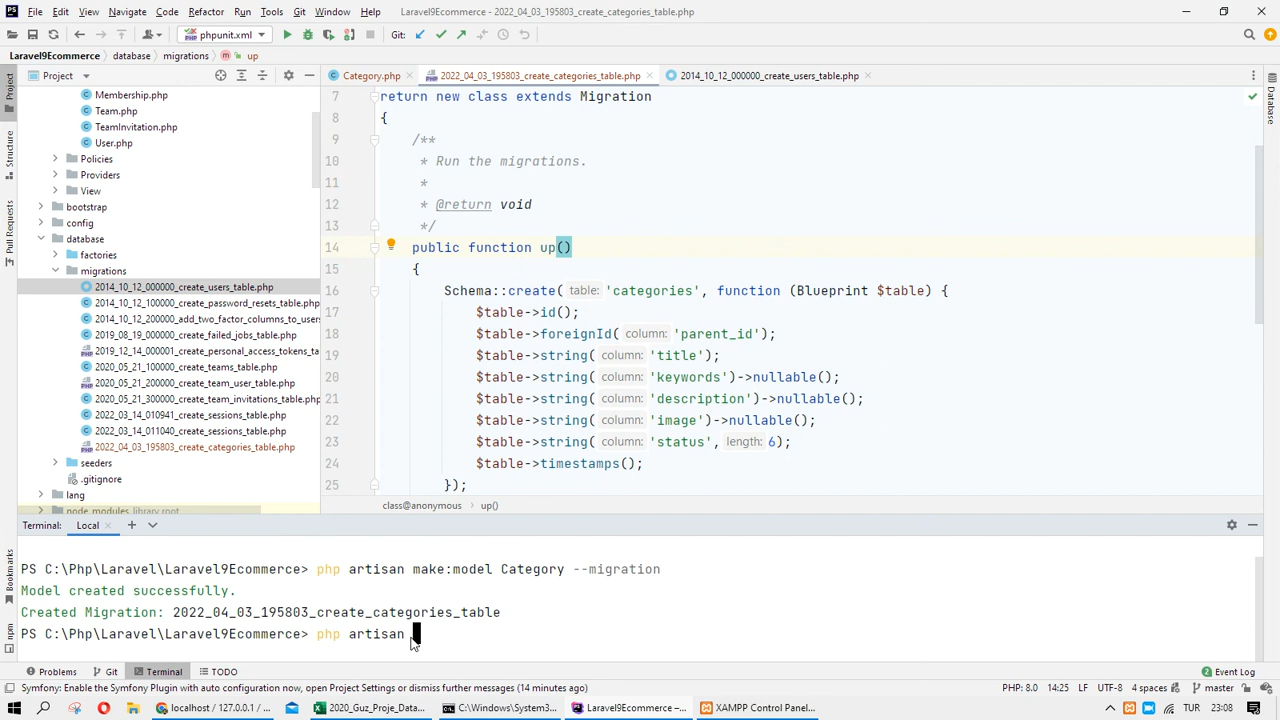 File Edit View Navigate Code Refactor Run Tools Git Window Help Laravel9Ecommerce - 2022_04_03_195803_create_categories_table.php
phpunit.xml Git:
Laravel9Ecommerce database migrations up
Project
Category.php 2022_04_03_195803_create_categories_table.php 2014_10_12_000000_create_users_table.php
Project
Structure
Pull Requests
Bookmarks
npm
Database
Membership.php
Team.php
TeamInvitation.php
User.php
Policies
Providers
View
bootstrap
config
database
factories
migrations
2014_10_12_000000_create_users_table.php
2014_10_12_100000_create_password_resets_table.php
2014_10_12_200000_add_two_factor_columns_to_users
2019_08_19_000000_create_failed_jobs_table.php
2019_12_14_000001_create_personal_access_tokens_ta
2020_05_21_100000_create_teams_table.php
2020_05_21_200000_create_team_user_table.php
2020_05_21_300000_create_team_invitations_table.php
2022_03_14_010941_create_sessions_table.php
2022_03_14_011040_create_sessions_table.php
2022_04_03_195803_create_categories_table.php
seeders
.gitignore
lang
node_modules library root
7 return new class extends Migration
8 {
9 /**
10 * Run the migrations.
11 *
12 * @return void
13 */
14 public function up()
15 {
16 Schema::create( table: 'categories', function (Blueprint $table) {
17 $table->id();
18 $table->foreignId( column: 'parent_id');
19 $table->string( column: 'title');
20 $table->string( column: 'keywords')->nullable();
21 $table->string( column: 'description')->nullable();
22 $table->string( column: 'image')->nullable();
23 $table->string( column: 'status', length: 6);
24 $table->timestamps();
25 });
class@anonymous up()
Terminal: Local
PS C:\Php\Laravel\Laravel9Ecommerce> php artisan make:model Category --migration
Model created successfully.
Created Migration: 2022_04_03_195803_create_categories_table
PS C:\Php\Laravel\Laravel9Ecommerce> php artisan
Problems Git Terminal TODO Event Log
Symfony: Enable the Symfony Plugin with auto configuration now, open Project Settings or dismiss further messages (14 minutes ago) PHP: 8.0 14:25 LF UTF-8 4 spaces master
localhost / 127.0.0.1 / ... 2020_Guz_Proje_Data... C:\Windows\System3... Laravel9Ecommerce –... XAMPP Control Panel... TUR 23:08